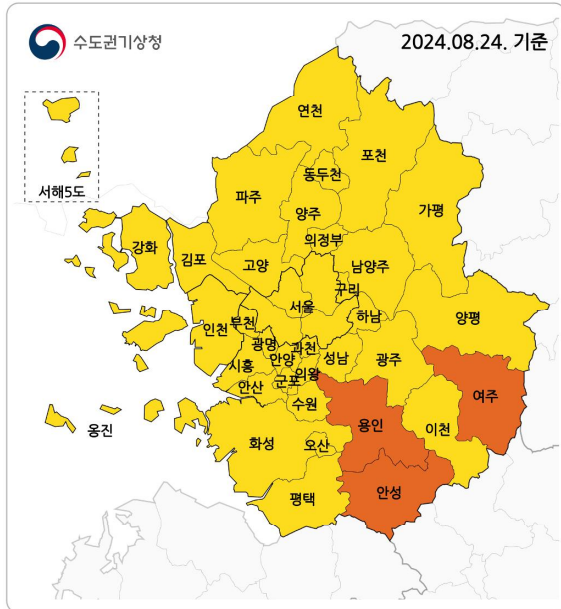 수도권기상청
2024.08.24. 기준
연천
포천
서해5도
동두천
파주
양주
가평
의정부
강화
김포
고양
남양주
구리
서울
하남
양평
인천
부천
광명
과천
안양
성남
광주
시흥
의왕
안산
군포
여주
수원
용인
이천
옹진
화성
오산
평택
안성